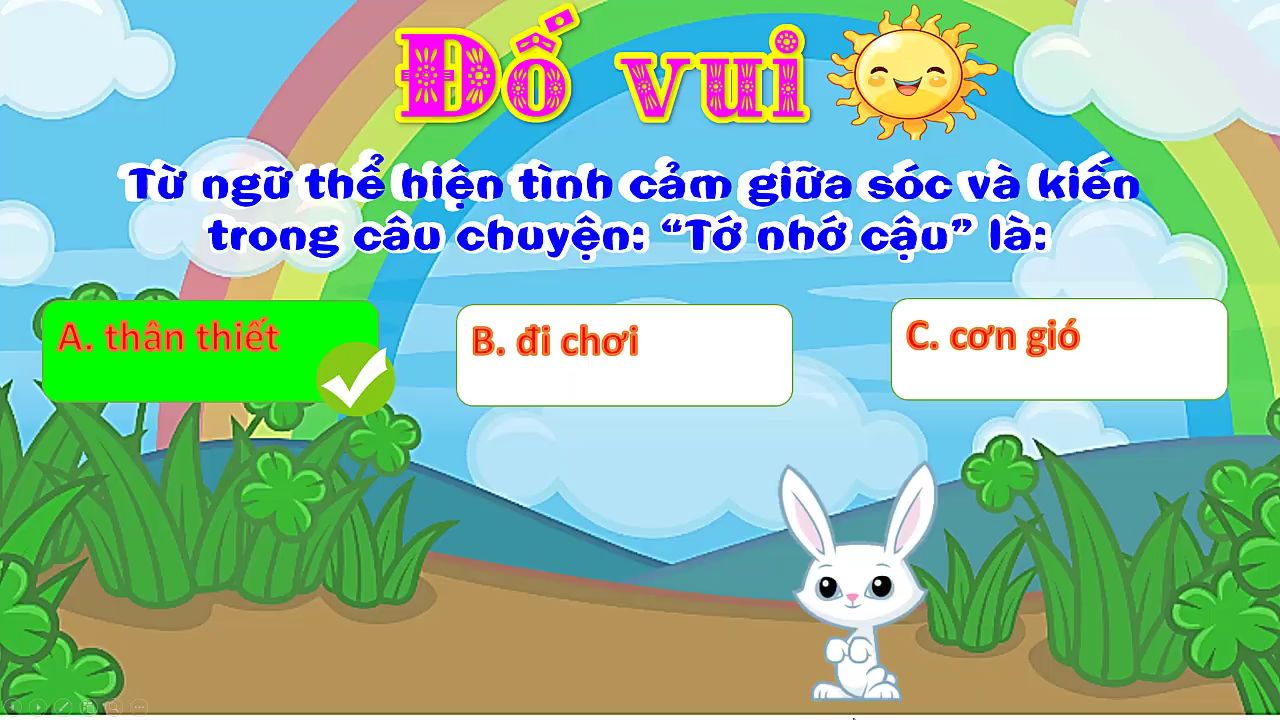 Đố vui
Từ ngữ thể hiện tình cảm giữa sóc và kiến
trong câu chuyện: “Tớ nhớ cậu” là:
A. thân thiết
B. đi chơi
C. cơn gió